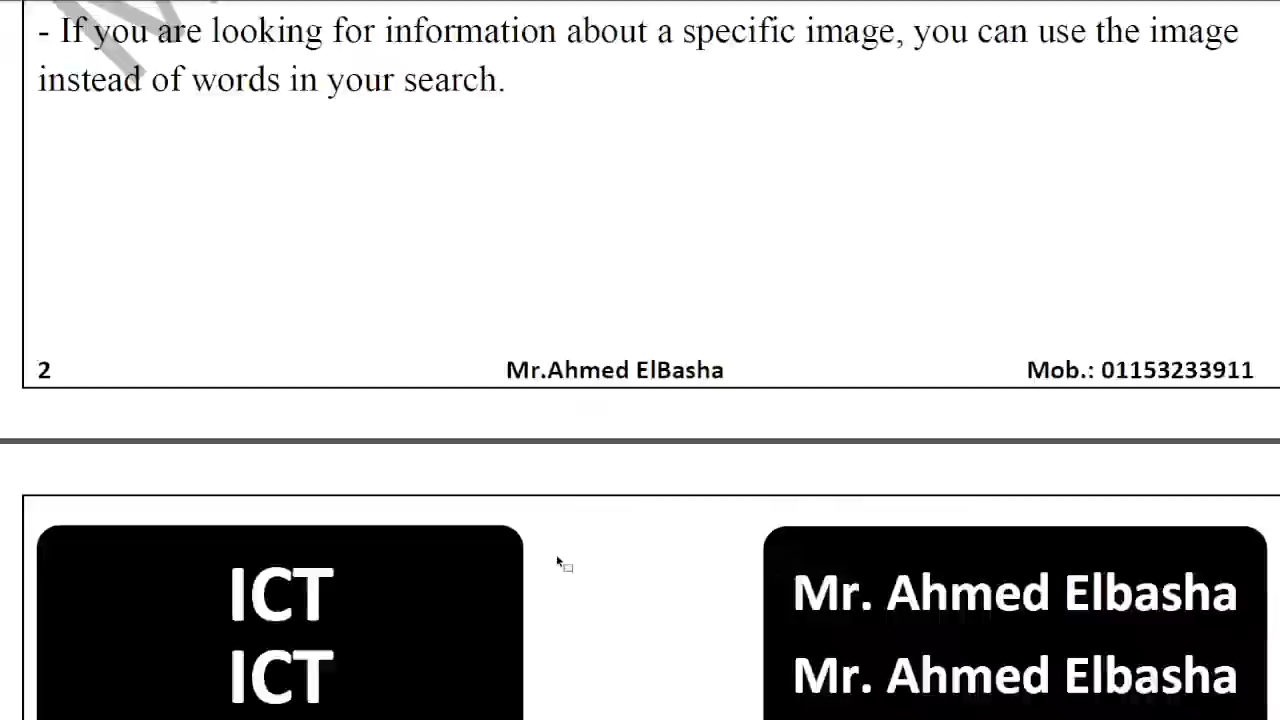 - If you are looking for information about a specific image, you can use the image
instead of words in your search.
2 Mr.Ahmed ElBasha Mob.: 01153233911
ICT Mr. Ahmed Elbasha
ICT Mr. Ahmed Elbasha